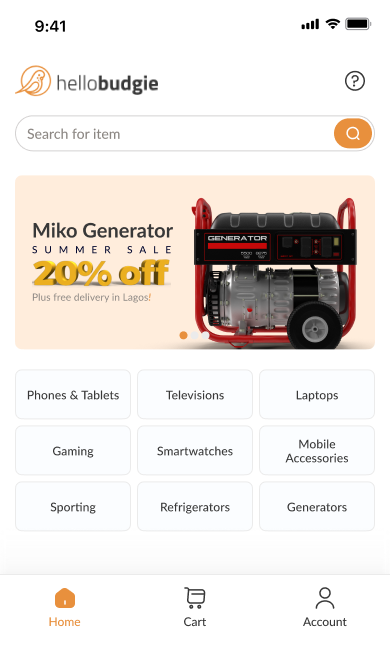 9:41
hellobudgie
Search for item
Miko Generator
SUMMER SALE
20% off
Plus free delivery in Lagos!
GENERATOR
Phones & Tablets
Televisions
Laptops
Gaming
Smartwatches
Mobile
Accessories
Sporting
Refrigerators
Generators
Home
Cart
Account